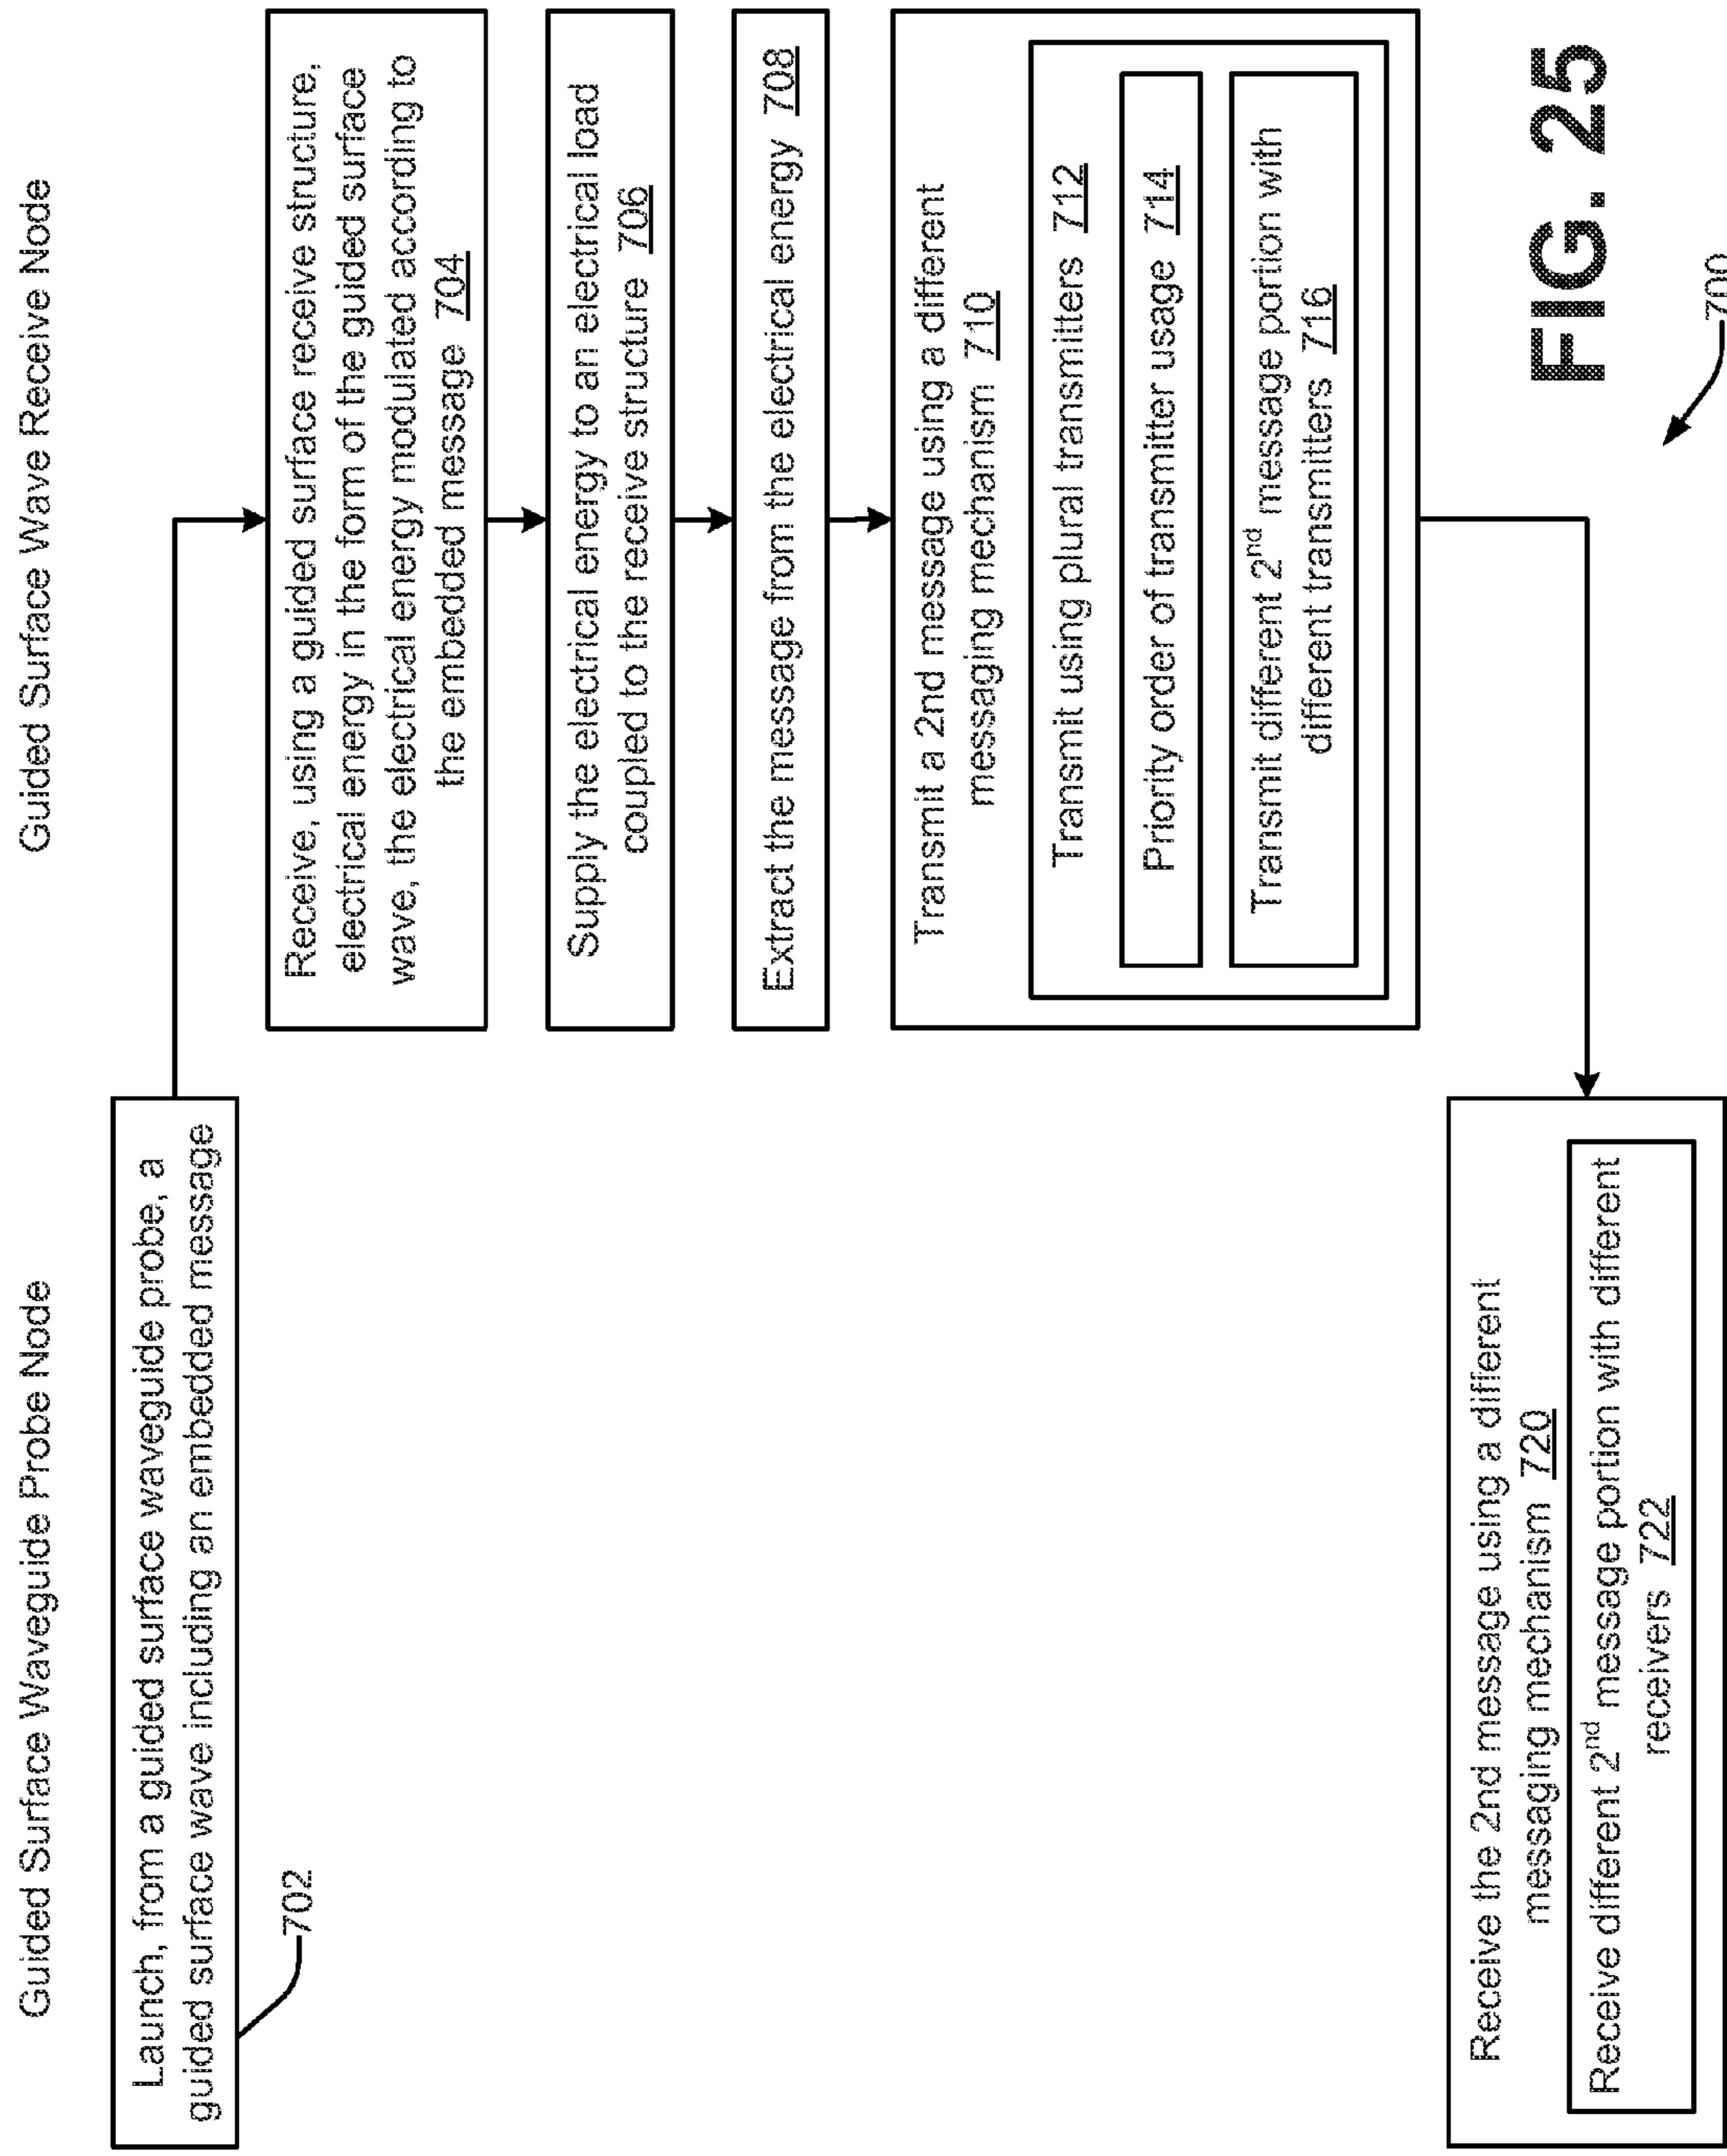 Guided Surface Waveguide Probe Node
Guided Surface Wave Receive Node
Launch, from a guided surface waveguide probe, a
guided surface wave including an embedded message
702
Receive, using a guided surface receive structure,
electrical energy in the form of the guided surface
wave, the electrical energy modulated according to
the embedded message 704
Supply the electrical energy to an electrical load
coupled to the receive structure 706
Extract the message from the electrical energy 708
Transmit a 2nd message using a different
messaging mechanism 710
Transmit using plural transmitters 712
Priority order of transmitter usage 714
Transmit different 2nd message portion with
different transmitters 716
Receive the 2nd message using a different
messaging mechanism 720
Receive different 2nd message portion with different
receivers 722
FIG. 25
700